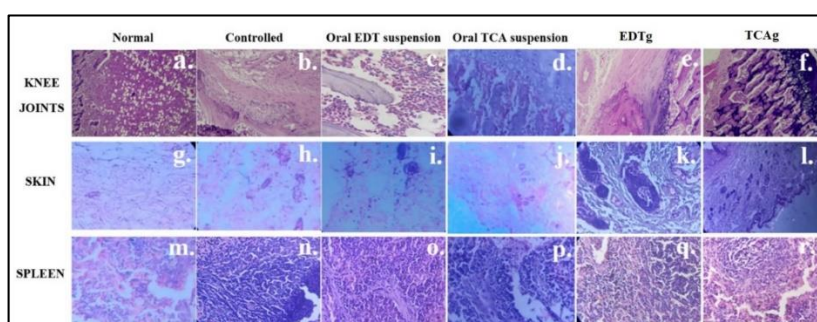 Normal Controlled Oral EDT suspension Oral TCA suspension EDTg TCAg
KNEE JOINTS a. b. c. d. e. f.
SKIN g. h. i. j. k. l.
SPLEEN m. n. o. p. q. r.